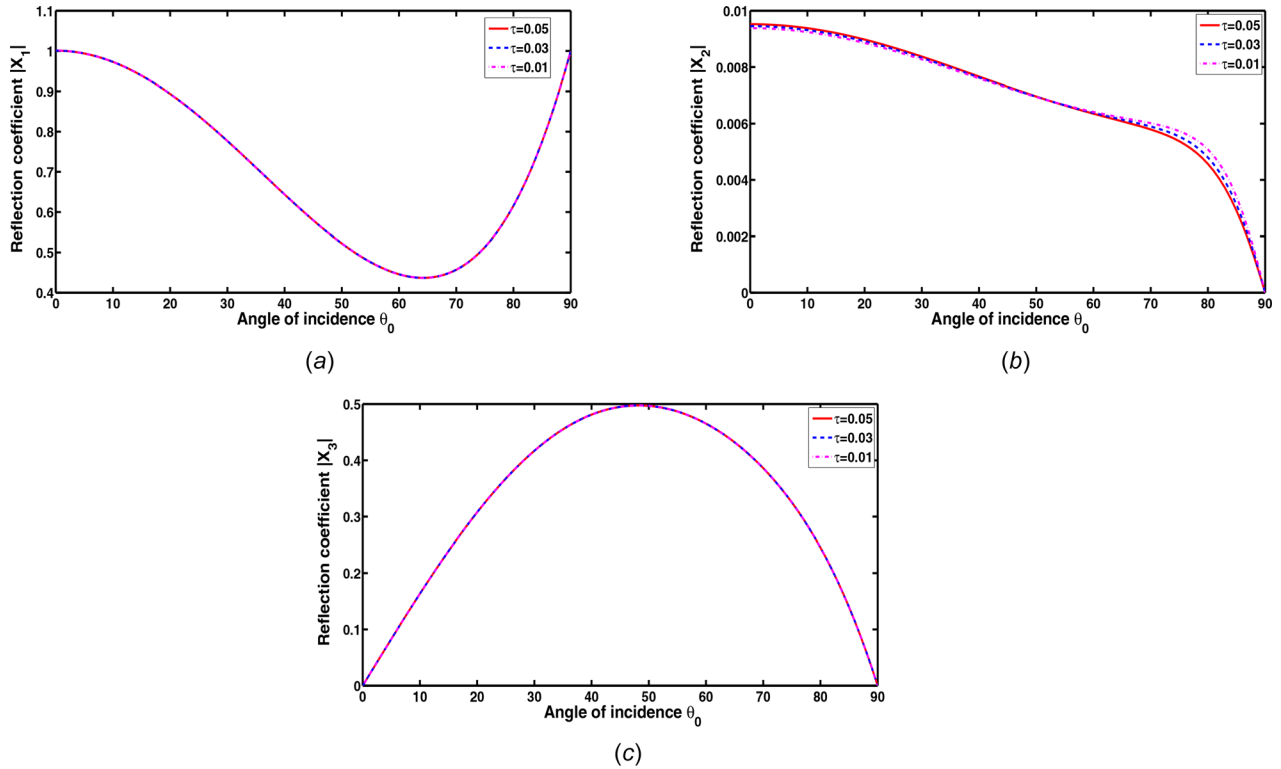 Reflection coefficient |X1|
1.1
1
0.9
0.8
0.7
0.6
0.5
0.4
τ=0.05
τ=0.03
τ=0.01
0 10 20 30 40 50 60 70 80 90
Angle of incidence θ0
(a)
Reflection coefficient |X2|
0.01
0.008
0.006
0.004
0.002
0
τ=0.05
τ=0.03
τ=0.01
0 10 20 30 40 50 60 70 80 90
Angle of incidence θ0
(b)
Reflection coefficient |X3|
0.5
0.4
0.3
0.2
0.1
0
τ=0.05
τ=0.03
τ=0.01
0 10 20 30 40 50 60 70 80 90
Angle of incidence θ0
(c)